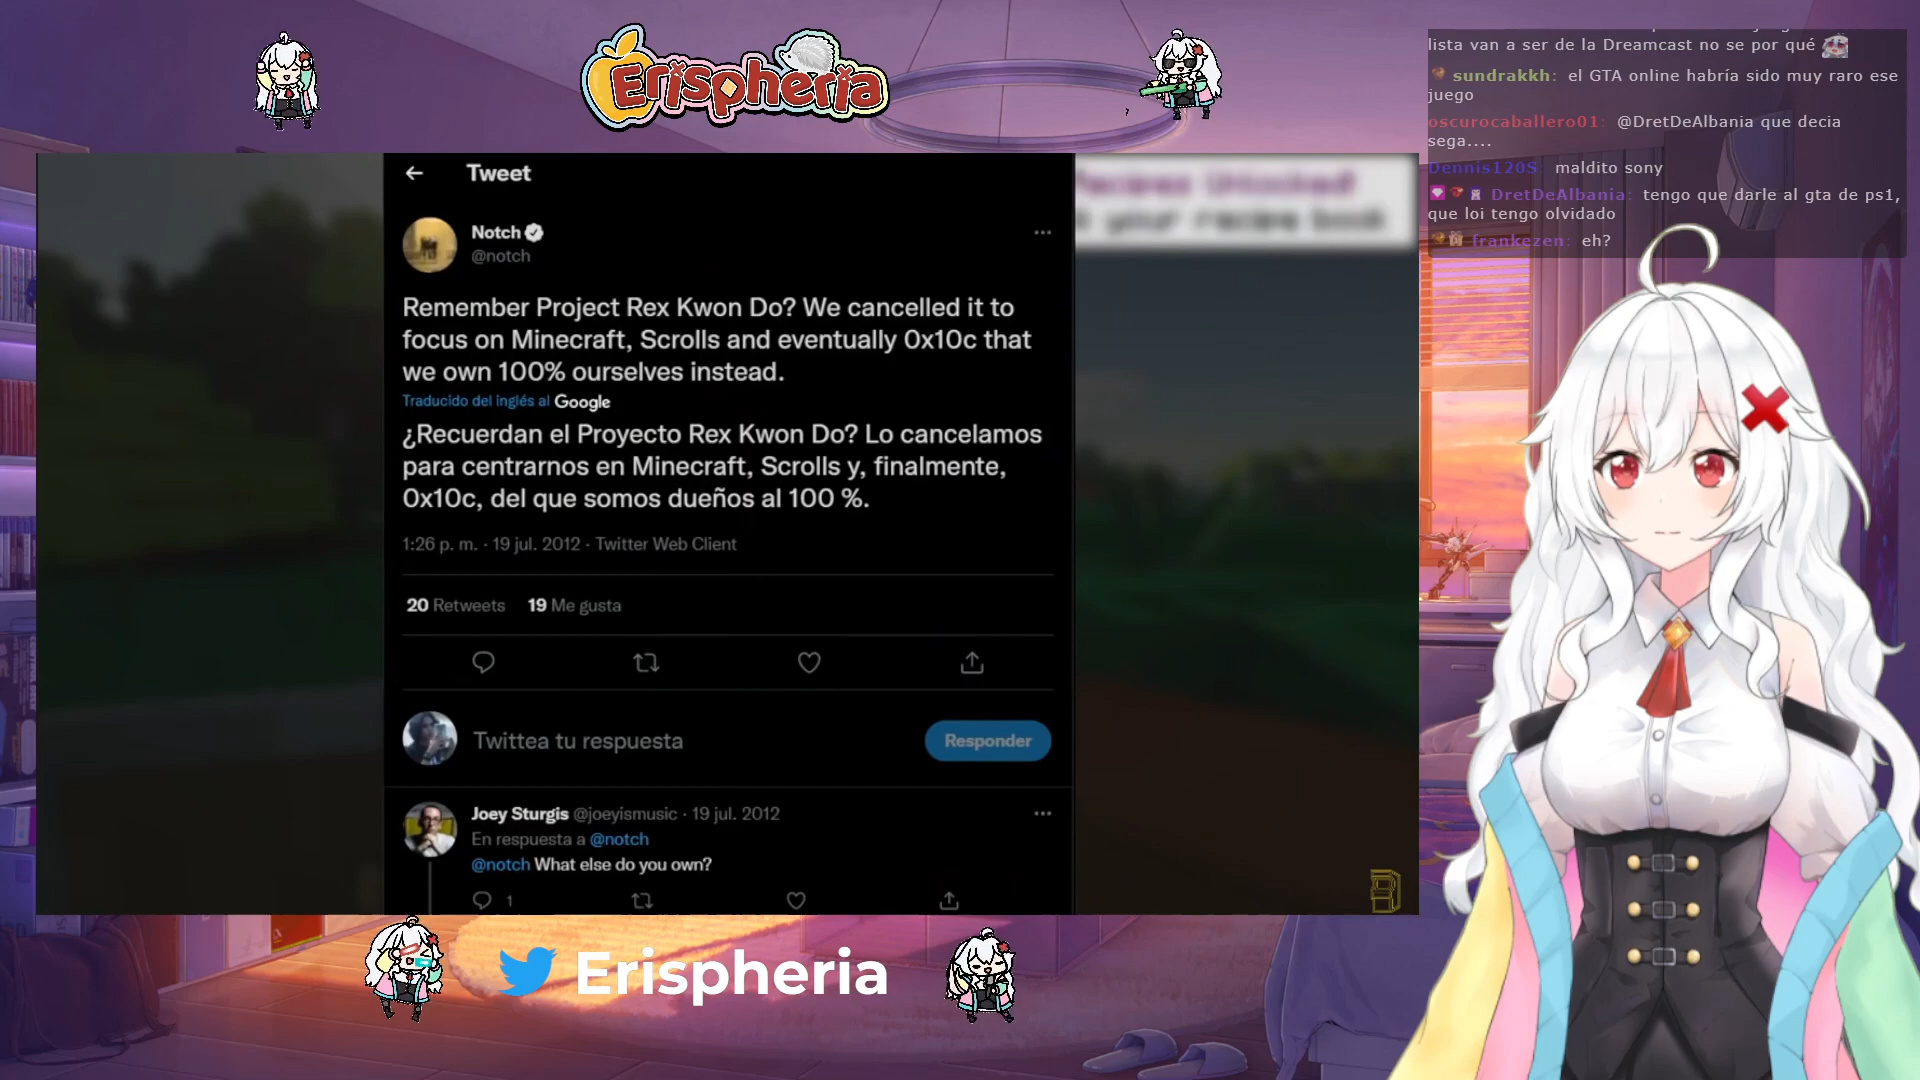 Erispheria
lista van a ser de la Dreamcast no se por qué
sundrakkh: el GTA online habría sido muy raro ese
juego
oscurocaballero01: @DretDeAlbania que decia
sega....
Dennis120S maldito sony
DretDeAlbania: tengo que darle al gta de ps1,
que loi tengo olvidado
frankezen: eh?
Tweet
Notch
@notch
Recipes Unlocked!
your recipe book
Remember Project Rex Kwon Do? We cancelled it to
focus on Minecraft, Scrolls and eventually 0x10c that
we own 100% ourselves instead.
Traducido del inglés al Google
¿Recuerdan el Proyecto Rex Kwon Do? Lo cancelamos
para centrarnos en Minecraft, Scrolls y, finalmente,
0x10c, del que somos dueños al 100 %.
1:26 p. m. · 19 jul. 2012 · Twitter Web Client
20 Retweets 19 Me gusta
Twittea tu respuesta
Responder
Joey Sturgis @joeyismusic · 19 jul. 2012
En respuesta a @notch
@notch What else do you own?
1
Erispheria